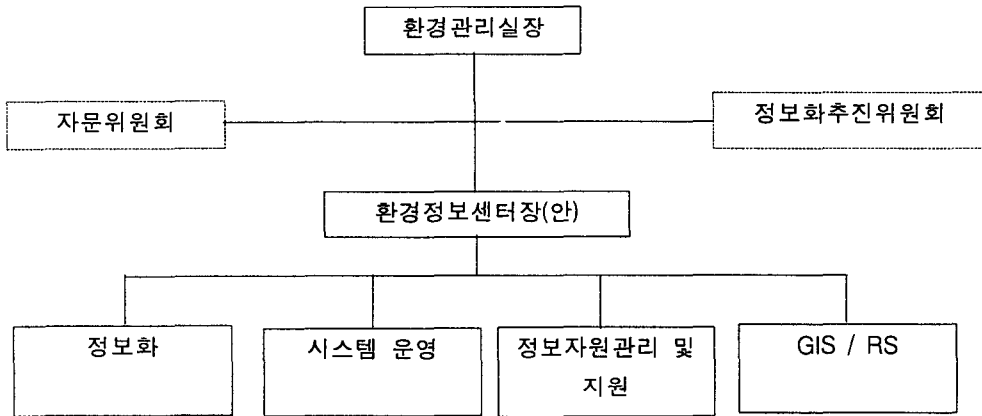 환경관리실장
자문위원회
정보화추진위원회
환경정보센터장(안)
정보화
시스템 운영
정보자원관리 및
지원
GIS / RS